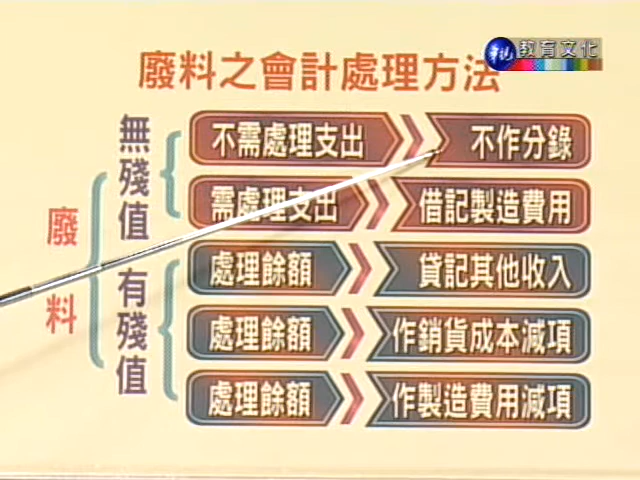 華視 教育文化
廢料之會計處理方法
廢料
無殘值
不需處理支出 不作分錄
需處理支出 借記製造費用
有殘值
處理餘額 貸記其他收入
處理餘額 作銷貨成本減項
處理餘額 作製造費用減項